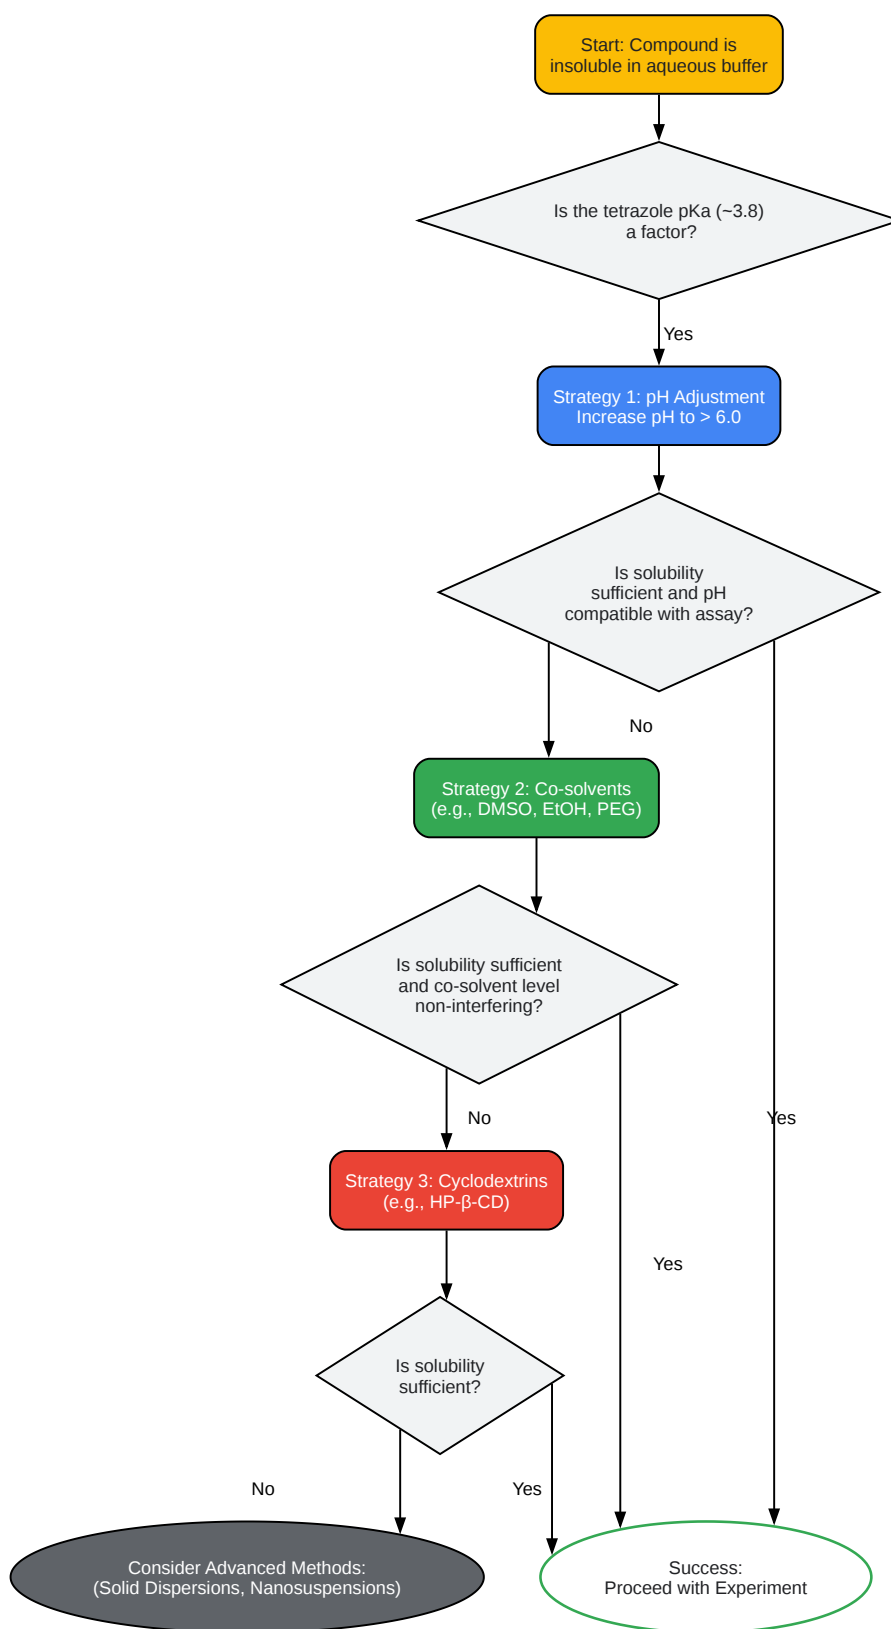 Start: Compound is
insoluble in aqueous buffer
Is the tetrazole pKa (~3.8)
a factor?
Yes
Strategy 1: pH Adjustment
Increase pH to > 6.0
Is solubility
sufficient and pH
compatible with assay?
No
Strategy 2: Co-solvents
(e.g., DMSO, EtOH, PEG)
Is solubility sufficient
and co-solvent level
non-interfering?
No
Yes
Strategy 3: Cyclodextrins
(e.g., HP-β-CD)
Yes
Is solubility
sufficient?
No
Yes
Consider Advanced Methods:
(Solid Dispersions, Nanosuspensions)
Success:
Proceed with Experiment